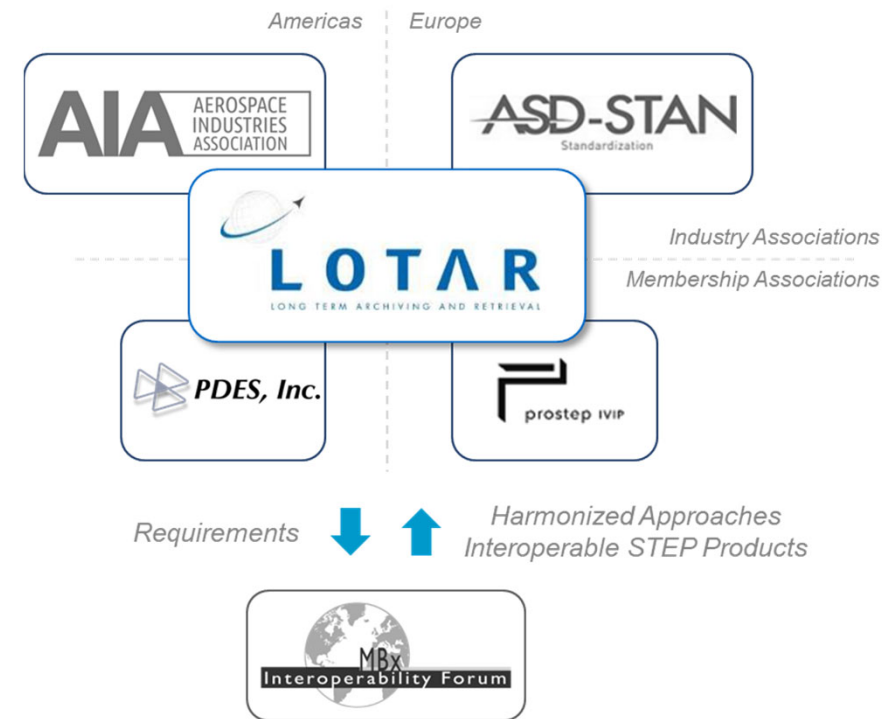 Americas
Europe
AIA
AEROSPACE
INDUSTRIES
ASSOCIATION
ASD-STAN
Standardization
LOTAR
LONG TERM ARCHIVING AND RETRIEVAL
Industry Associations
Membership Associations
PDES, Inc.
prostep IVIP
Requirements
Harmonized Approaches
Interoperable STEP Products
MBx
Interoperability Forum